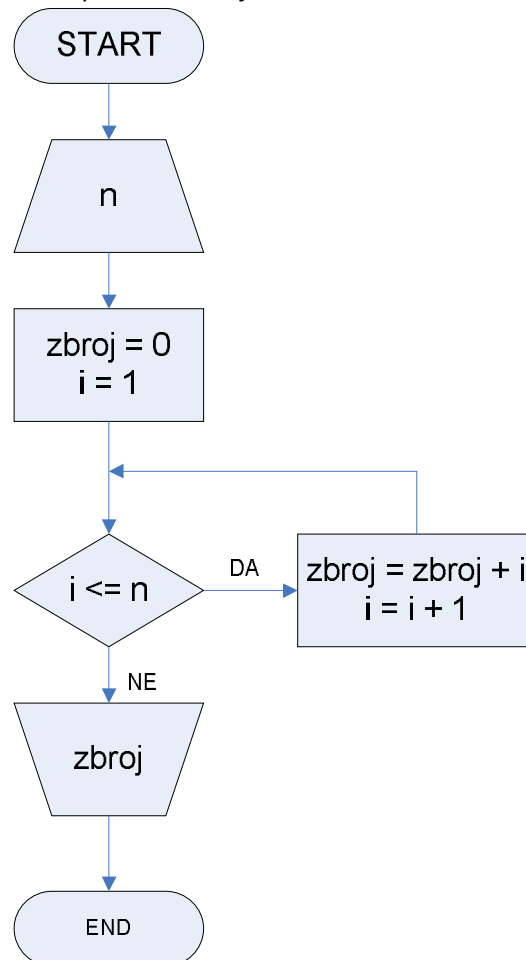 START
n
zbroj = 0
i = 1
i <= n
DA
zbroj = zbroj + i
i = i + 1
NE
zbroj
END